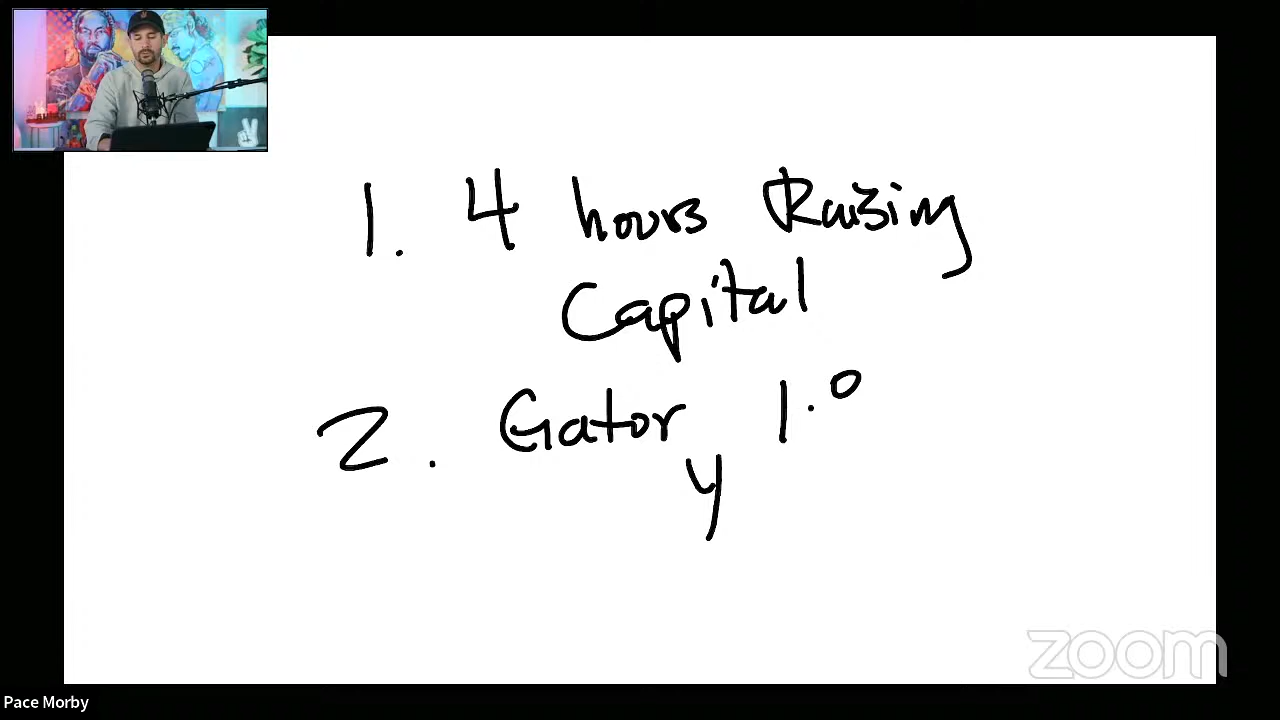 1. 4 hours Raising
Capital
2. Gator 1.0
y
zoom
Pace Morby